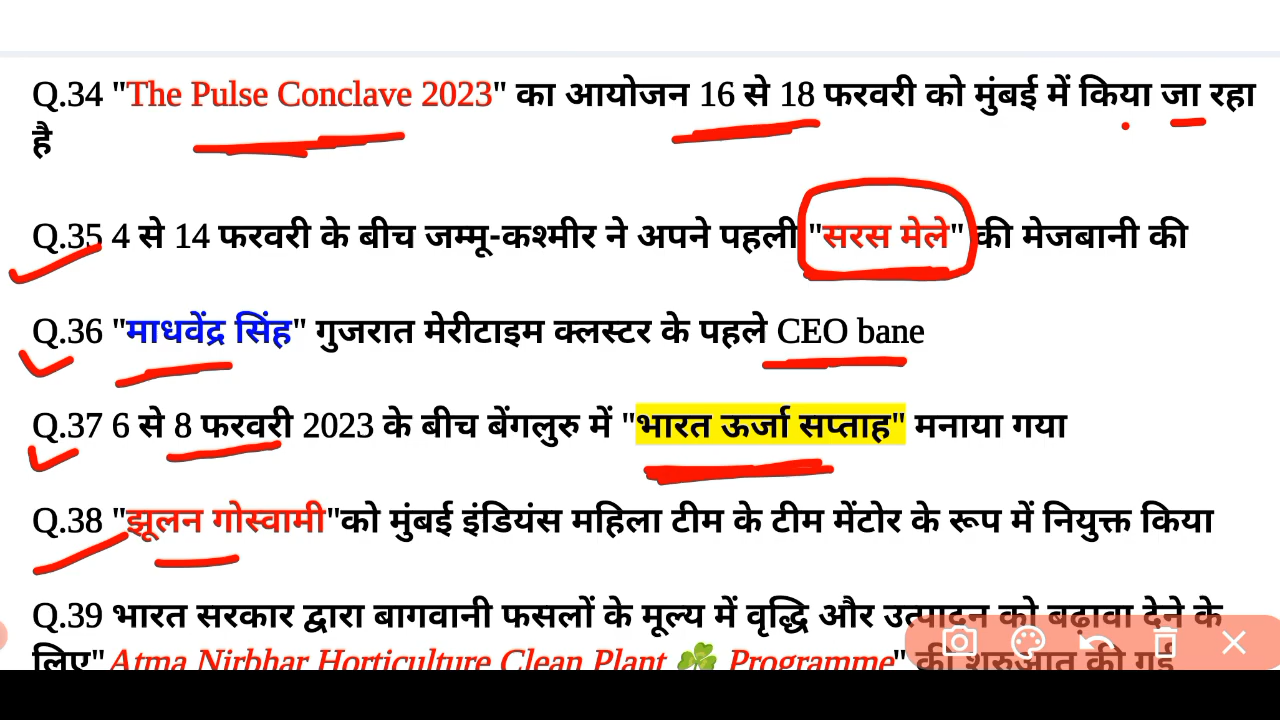 Q.34 "The Pulse Conclave 2023" का आयोजन 16 से 18 फरवरी को मुंबई में किया जा रहा
है
Q.35 4 से 14 फरवरी के बीच जम्मू-कश्मीर ने अपने पहली "सरस मेले" की मेजबानी की
Q.36 "माधवेंद्र सिंह" गुजरात मेरीटाइम क्लस्टर के पहले CEO bane
Q.37 6 से 8 फरवरी 2023 के बीच बेंगलुरु में "भारत ऊर्जा सप्ताह" मनाया गया
Q.38 "झूलन गोस्वामी"को मुंबई इंडियंस महिला टीम के टीम मेंटोर के रूप में नियुक्त किया
Q.39 भारत सरकार द्वारा बागवानी फसलों के मूल्य में वृद्धि और उत्पादन को बढ़ावा देने के
लिए"Atma Nirbhar Horticulture Clean Plant ☘️ Programme" की शुरुआत की गई